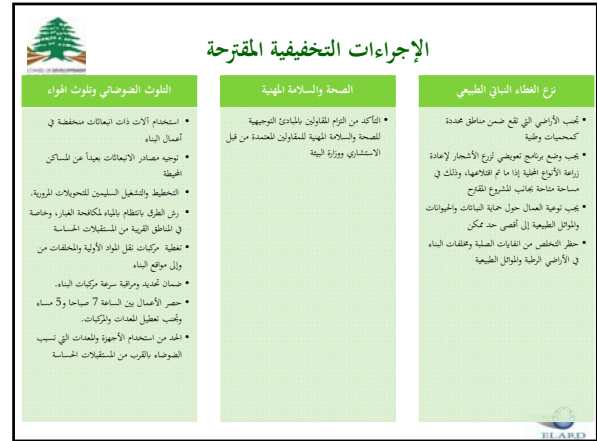 الإجراءات التخفيفية المقترحة
نزع الغطاء النباتي الطبيعي
• تجنب الأراضي التي تقع ضمن مناطق محددة
كمحميات وطنية
• يجب وضع برنامج تعويضي لزرع الأشجار لإعادة
زراعة الأنواع المحلية إذا ما تم اقتلاعها، وذلك في
مساحة متاحة بجانب المشروع المقترح
• يجب توعية العمال حول حماية النباتات والحيوانات
والموائل الطبيعية إلى أقصى حد ممكن
• حظر التخلص من انفايات الصلبة ومخلفات البناء
في الأراضي الرطبة والموائل الطبيعية
الصحة والسلامة المهنية
• التأكد من التزام المقاولين بالمبادئ التوجيهية
للصحة والسلامة المهنية للمقاولين المعتمدة من قبل
الاستشاري ووزارة البيئة
التلوث الضوضائي وتلوث الهواء
• استخدام آلات ذات انبعاثات منخفضة في
أعمال البناء
• توجيه مصادر الانبعاثات بعيداً عن المساكن
المحيطة
• التخطيط والتشغيل السليمين للتحويلات المرورية.
• رش الطرق بانتظام بالمياه لمكافحة الغبار، وخاصة
في المناطق القريبة من المستقبلات الحساسة
• تغطية مركبات نقل المواد الأولية والمخلفات من
وإلى مواقع البناء
• ضمان تحديد ومراقبة سرعة مركبات البناء.
• حصر الأعمال بين الساعة 7 صباحا و5 مساء
وتجنب تعطيل المعدات والمركبات.
• الحد من استخدام الأجهزة والمعدات التي تسبب
الضوضاء بالقرب من المستقبلات الحساسة
ELARD